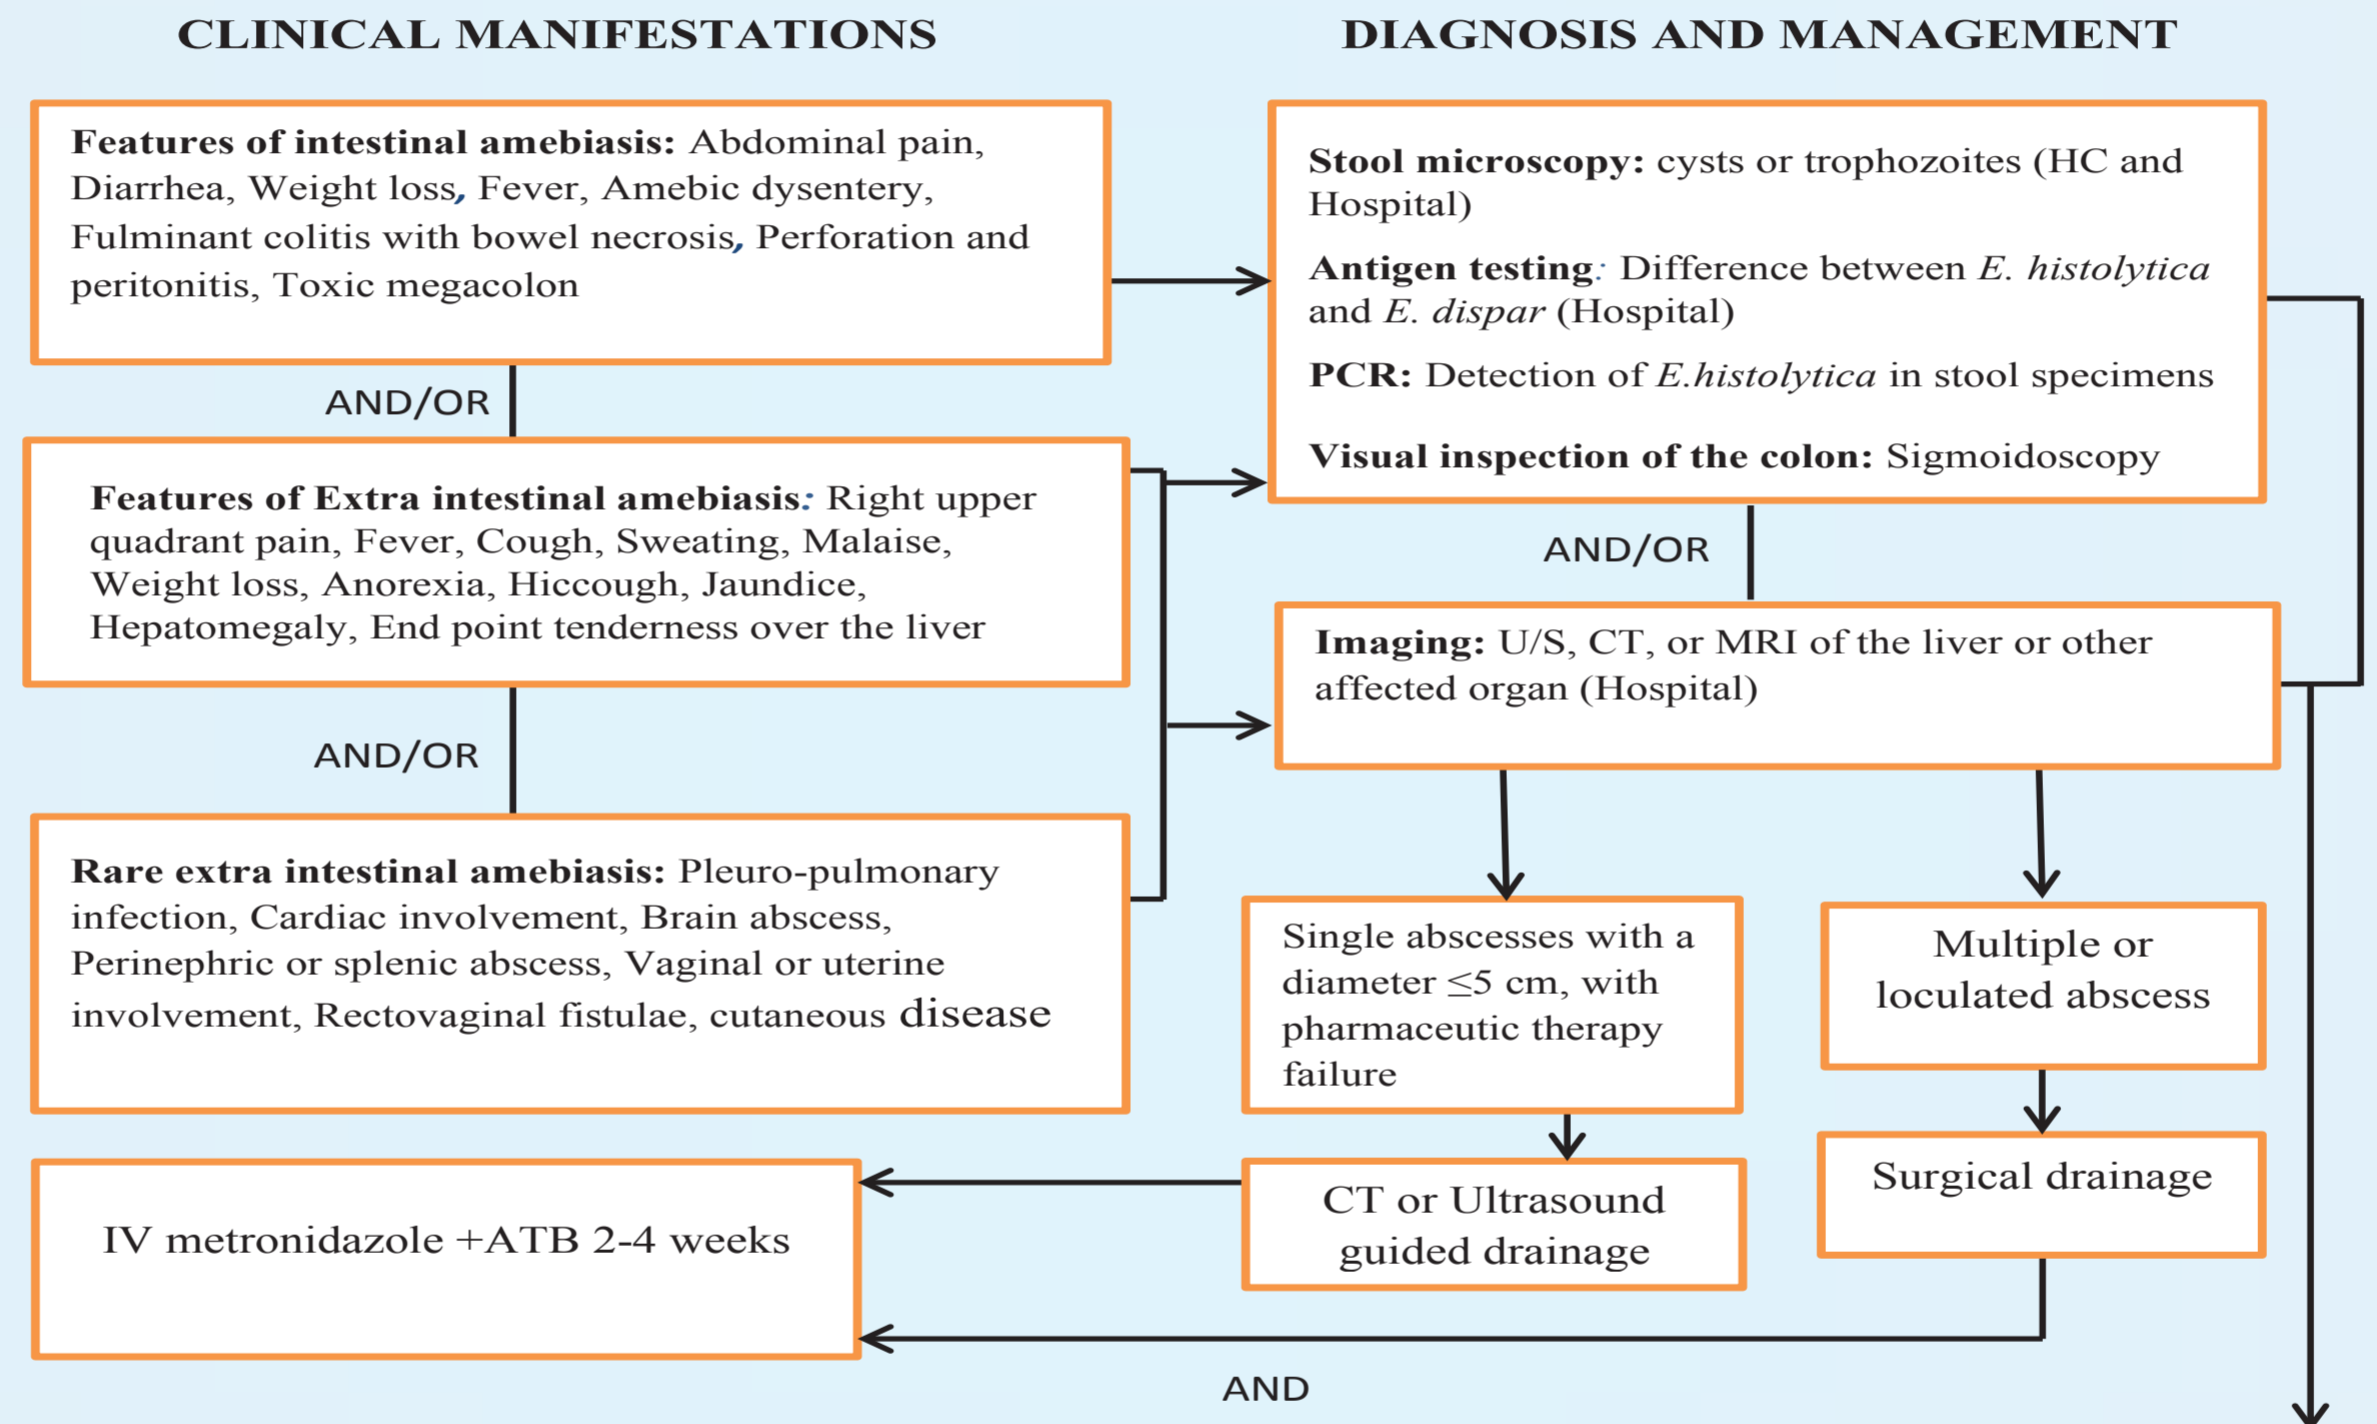 CLINICAL MANIFESTATIONS
Features of intestinal amebiasis: Abdominal pain,
Diarrhea, Weight loss, Fever, Amebic dysentery,
Fulminant colitis with bowel necrosis, Perforation and
peritonitis, Toxic megacolon
AND/OR
Features of Extra intestinal amebiasis: Right upper
quadrant pain, Fever, Cough, Sweating, Malaise,
Weight loss, Anorexia, Hiccough, Jaundice,
Hepatomegaly, End point tenderness over the liver
AND/OR
Rare extra intestinal amebiasis: Pleuro-pulmonary
infection, Cardiac involvement, Brain abscess,
Perinephric or splenic abscess, Vaginal or uterine
involvement, Rectovaginal fistulae, cutaneous disease
DIAGNOSIS AND MANAGEMENT
Stool microscopy: cysts or trophozoites (HC and
Hospital)
Antigen testing: Difference between E. histolytica
and E. dispar (Hospital)
PCR: Detection of E.histolytica in stool specimens
Visual inspection of the colon: Sigmoidoscopy
AND/OR
Imaging: U/S, CT, or MRI of the liver or other
affected organ (Hospital)
Single abscesses with a
diameter ≤5 cm, with
pharmaceutic therapy
failure
Multiple or
loculated abscess
CT or Ultrasound
guided drainage
Surgical drainage
IV metronidazole +ATB 2-4 weeks
AND